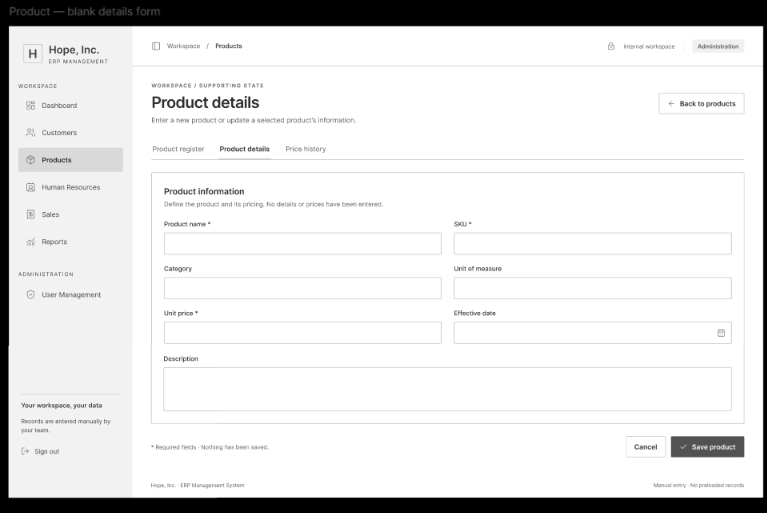 Product — blank details form
H
Hope, Inc.
ERP MANAGEMENT
WORKSPACE
Dashboard
Customers
Products
Human Resources
Sales
Reports
ADMINISTRATION
User Management
Your workspace, your data
Records are entered manually by
your team.
Sign out
Workspace / Products
Internal workspace
Administration
WORKSPACE / SUPPORTING STATE
Product details
Enter a new product or update a selected product's information.
← Back to products
Product register
Product details
Price history
Product information
Define the product and its pricing. No details or prices have been entered.
Product name *
SKU *
Category
Unit of measure
Unit price *
Effective date
Description
* Required fields · Nothing has been saved.
Cancel
Save product
Hope, Inc. · ERP Management System
Manual entry · No preloaded records